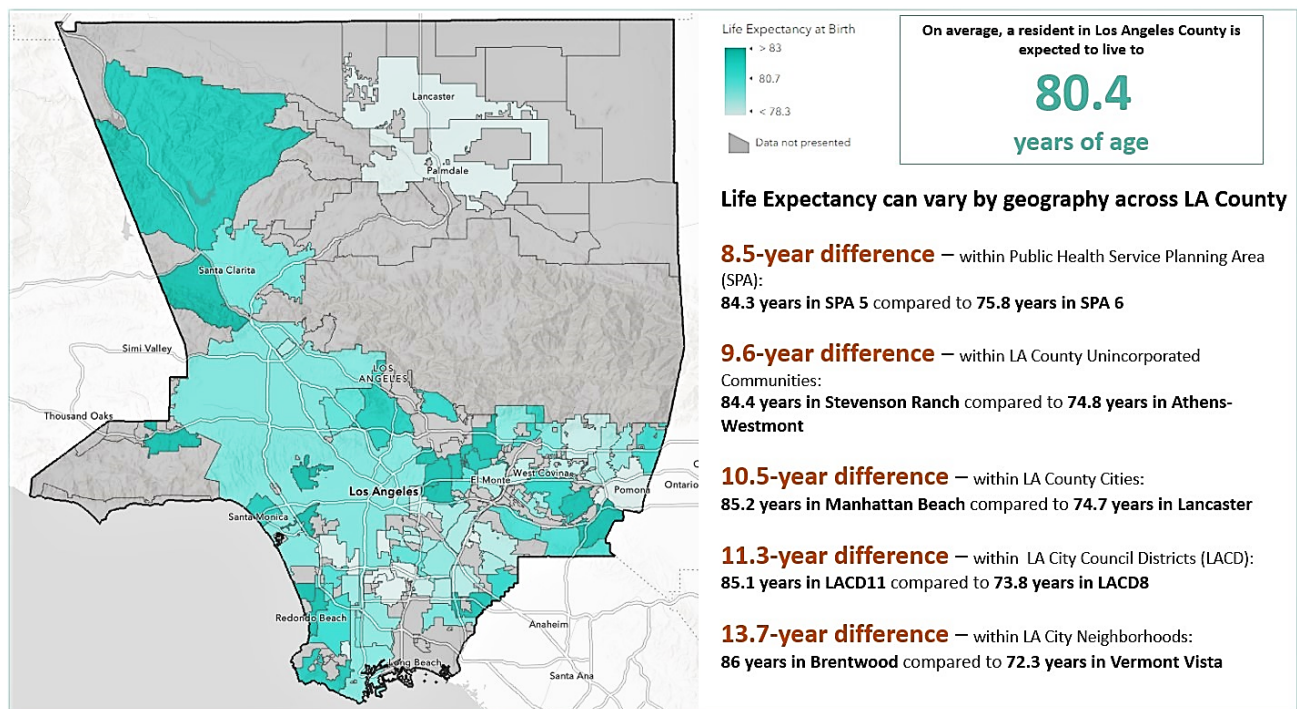 Lancaster
Palmdale
Santa Clarita
Simi Valley
LOS
ANGELES
Thousand Oaks
El Monte
West Covina
Pomona
Ontario
Los Angeles
Santa Monica
Redondo Beach
Anaheim
Long Beach
Santa Ana
Life Expectancy at Birth
> 83
80.7
< 78.3
Data not presented
On average, a resident in Los Angeles County is
expected to live to
80.4
years of age
Life Expectancy can vary by geography across LA County
8.5-year difference – within Public Health Service Planning Area
(SPA):
84.3 years in SPA 5 compared to 75.8 years in SPA 6
9.6-year difference – within LA County Unincorporated
Communities:
84.4 years in Stevenson Ranch compared to 74.8 years in Athens-
Westmont
10.5-year difference – within LA County Cities:
85.2 years in Manhattan Beach compared to 74.7 years in Lancaster
11.3-year difference – within LA City Council Districts (LACD):
85.1 years in LACD11 compared to 73.8 years in LACD8
13.7-year difference – within LA City Neighborhoods:
86 years in Brentwood compared to 72.3 years in Vermont Vista